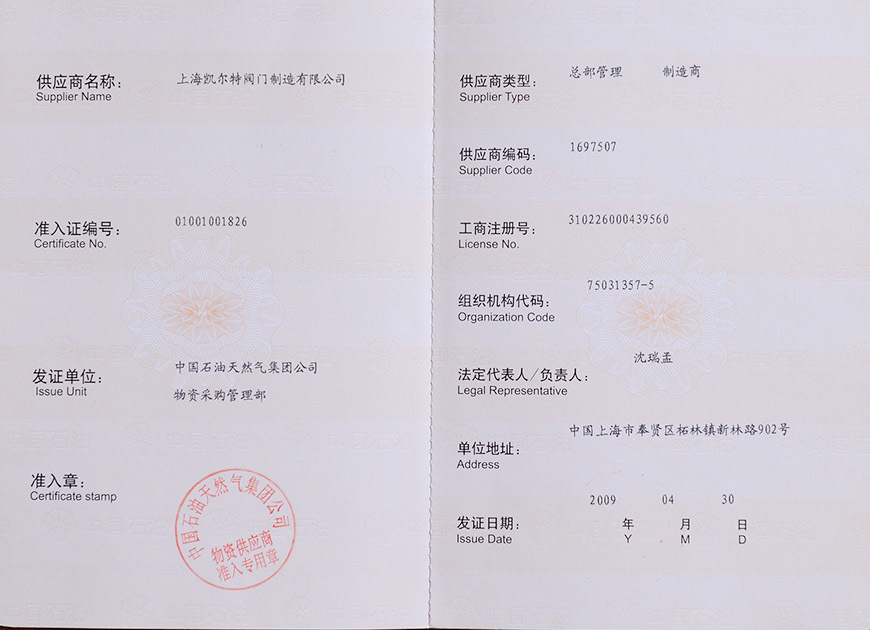 供应商名称： 上海凯尔特阀门制造有限公司
Supplier Name
准入证编号： 01001001826
Certificate No.
发证单位： 中国石油天然气集团公司
Issue Unit 物资采购管理部
准入章：
Certificate stamp
中国石油天然气集团公司
物资供应商
准入专用章
供应商类型： 总部管理 制造商
Supplier Type
供应商编码： 1697507
Supplier Code
工商注册号： 310226000439560
License No.
组织机构代码： 75031357-5
Organization Code
法定代表人/负责人： 沈瑞孟
Legal Representative
单位地址： 中国上海市奉贤区柘林镇新林路902号
Address
发证日期： 2009 年 04 月 30 日
Issue Date Y M D